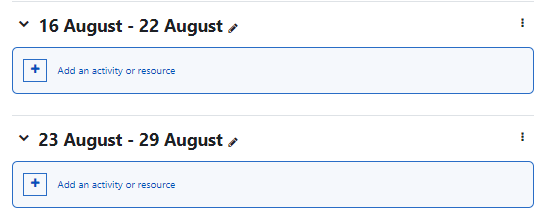 16 August - 22 August
Add an activity or resource
23 August - 29 August
Add an activity or resource